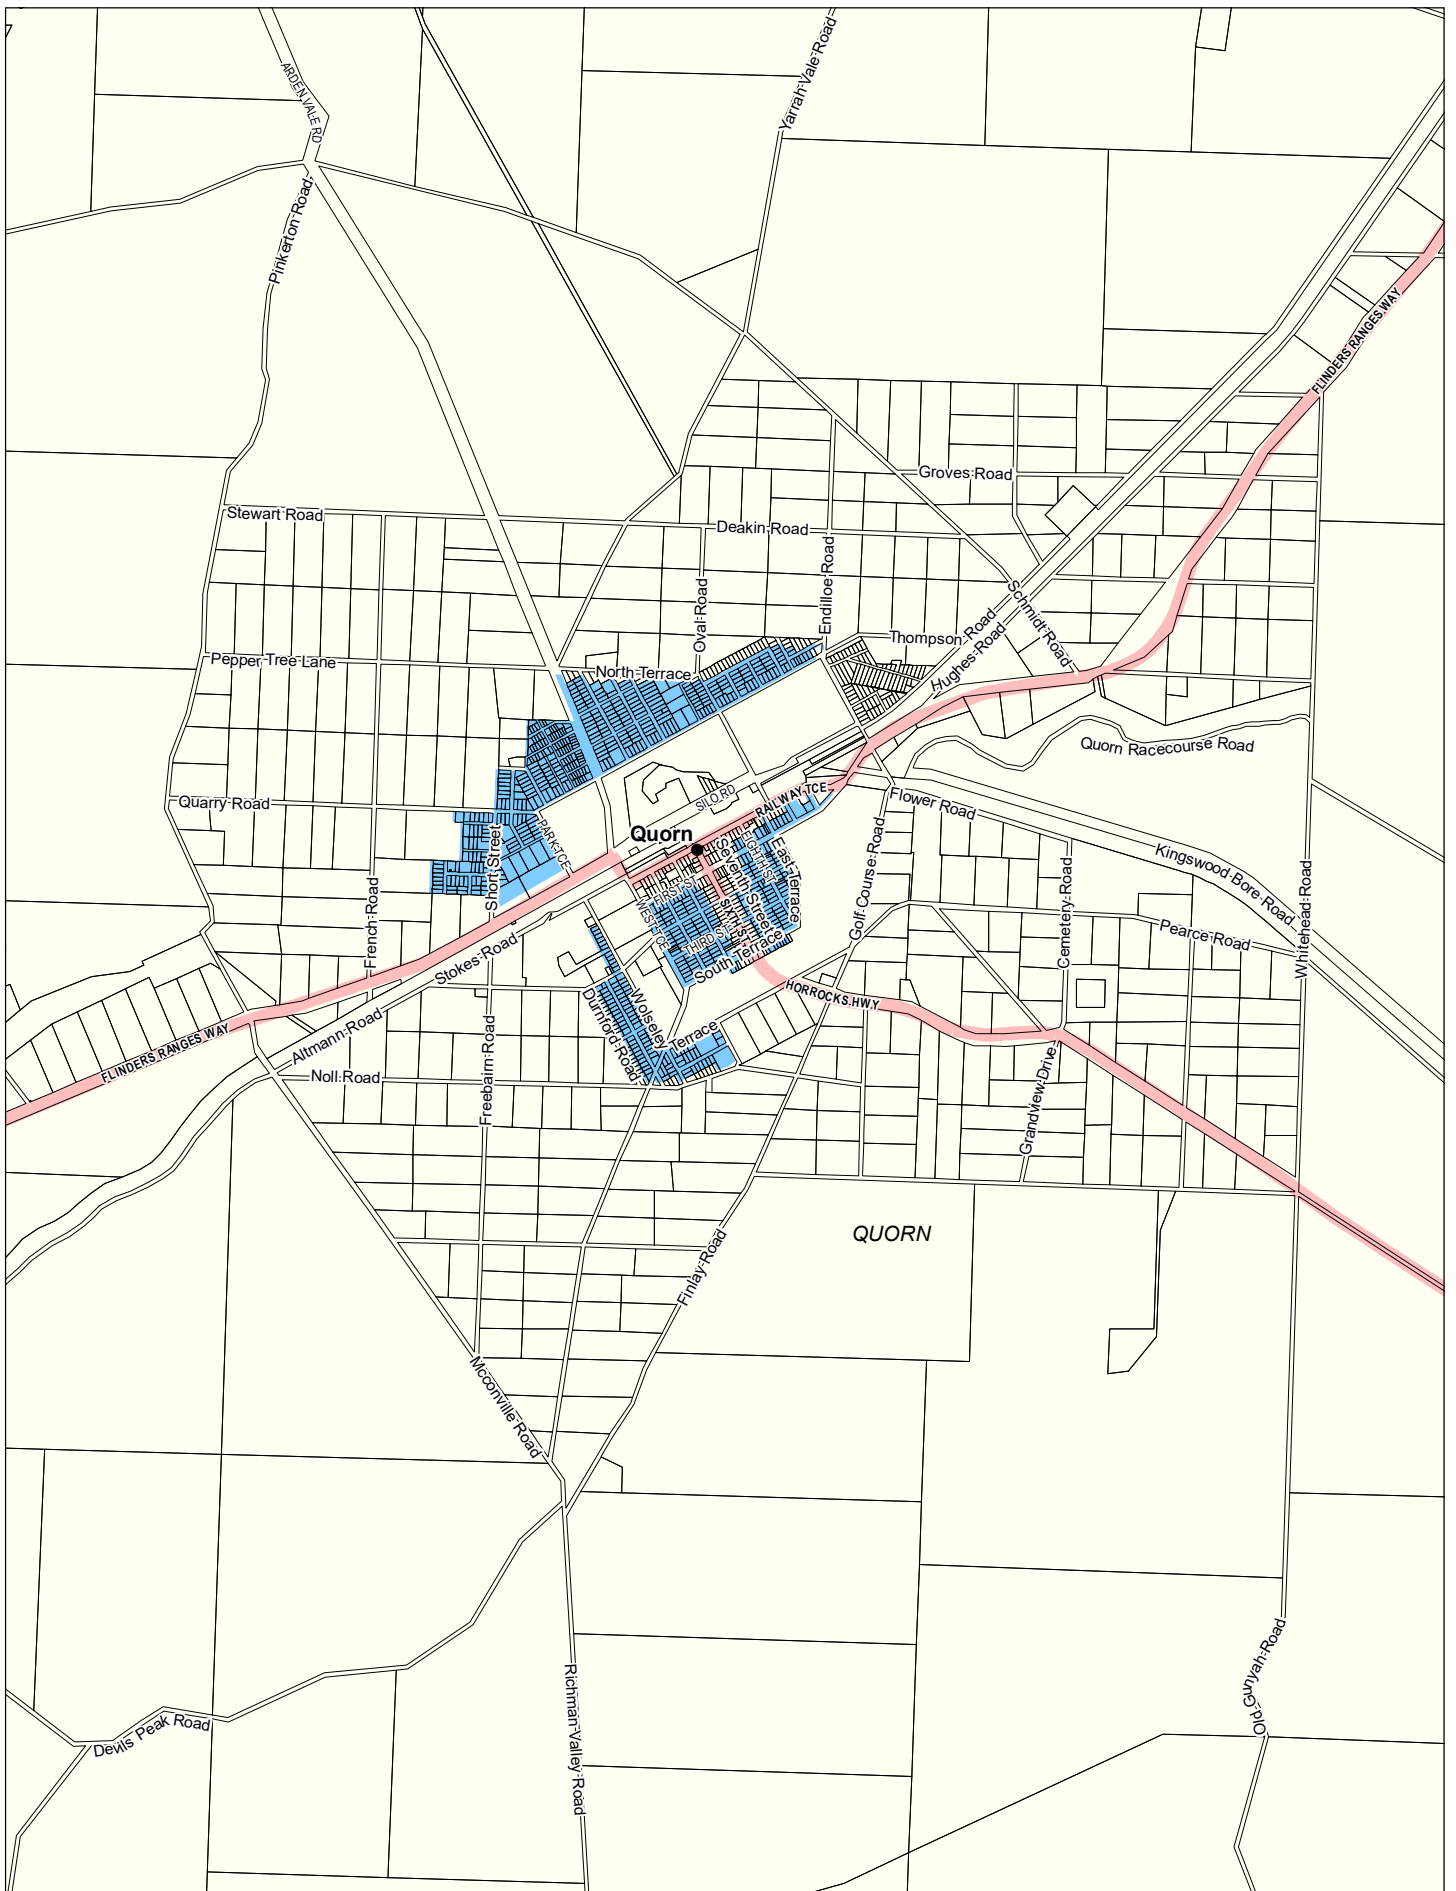 Yarrah Vale Road
ARDEN VALE RD
Pinkerton Road
FLINDERS RANGES WAY
Groves Road
Stewart Road
Deakin Road
Endilloe Road
Oval Road
Schmidt Road
Thompson Road
Hughes Road
Pepper Tree Lane
North Terrace
Quorn Racecourse Road
Quarry Road
SILO RD
RAILWAY TCE
Flower Road
PARK TCE
Quorn
Short Street
EIGHTH ST
Seventh Street
East Terrace
Golf Course Road
Kingswood Bore Road
Cemetery Road
Whitehead Road
French Road
FIRST ST
WEST TCE
SIXTH ST
THIRD ST
South Terrace
Pearce Road
Stokes Road
HORROCKS HWY
Durnford Road
Wolseley
Terrace
FLINDERS RANGES WAY
Altmann Road
Noll Road
Freebairn Road
Grandview Drive
QUORN
Finlay Road
Mcconville Road
Old Gunyah Road
Richman Valley Road
Devils Peak Road